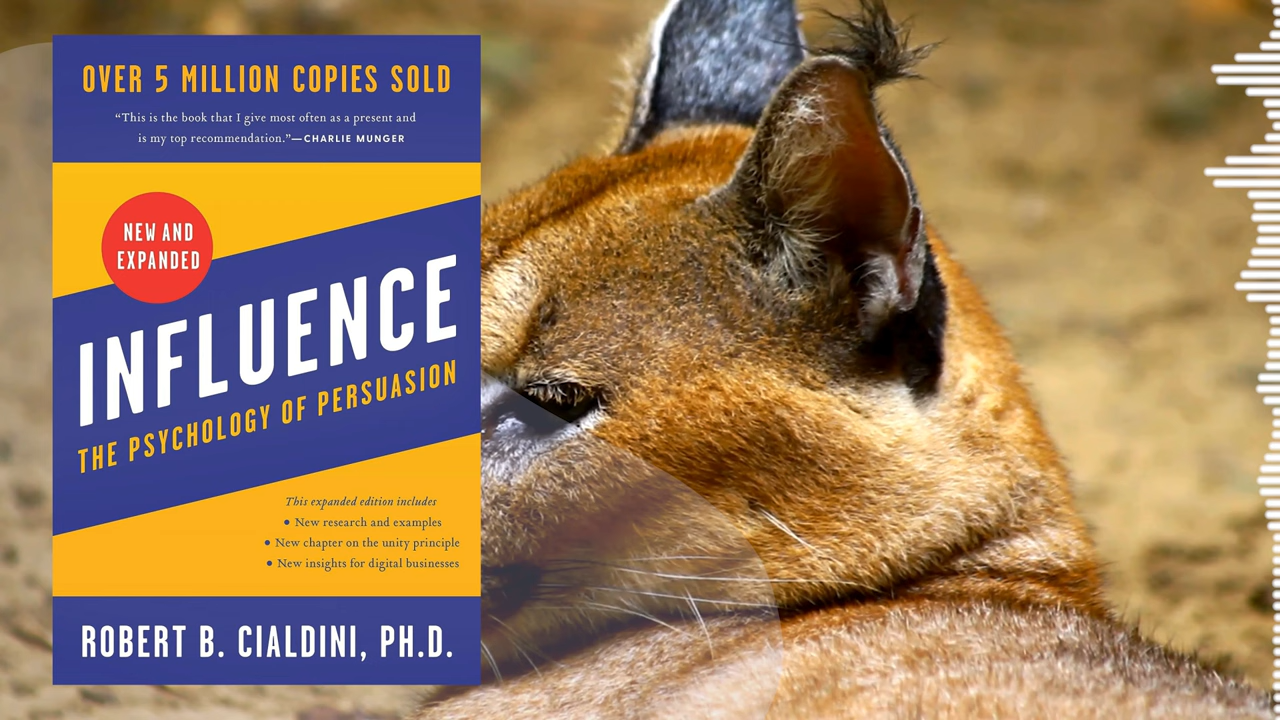 OVER 5 MILLION COPIES SOLD
“This is the book that I give most often as a present and
is my top recommendation.”—CHARLIE MUNGER
NEW AND
EXPANDED
INFLUENCE
THE PSYCHOLOGY OF PERSUASION
This expanded edition includes
● New research and examples
● New chapter on the unity principle
● New insights for digital businesses
ROBERT B. CIALDINI, PH.D.